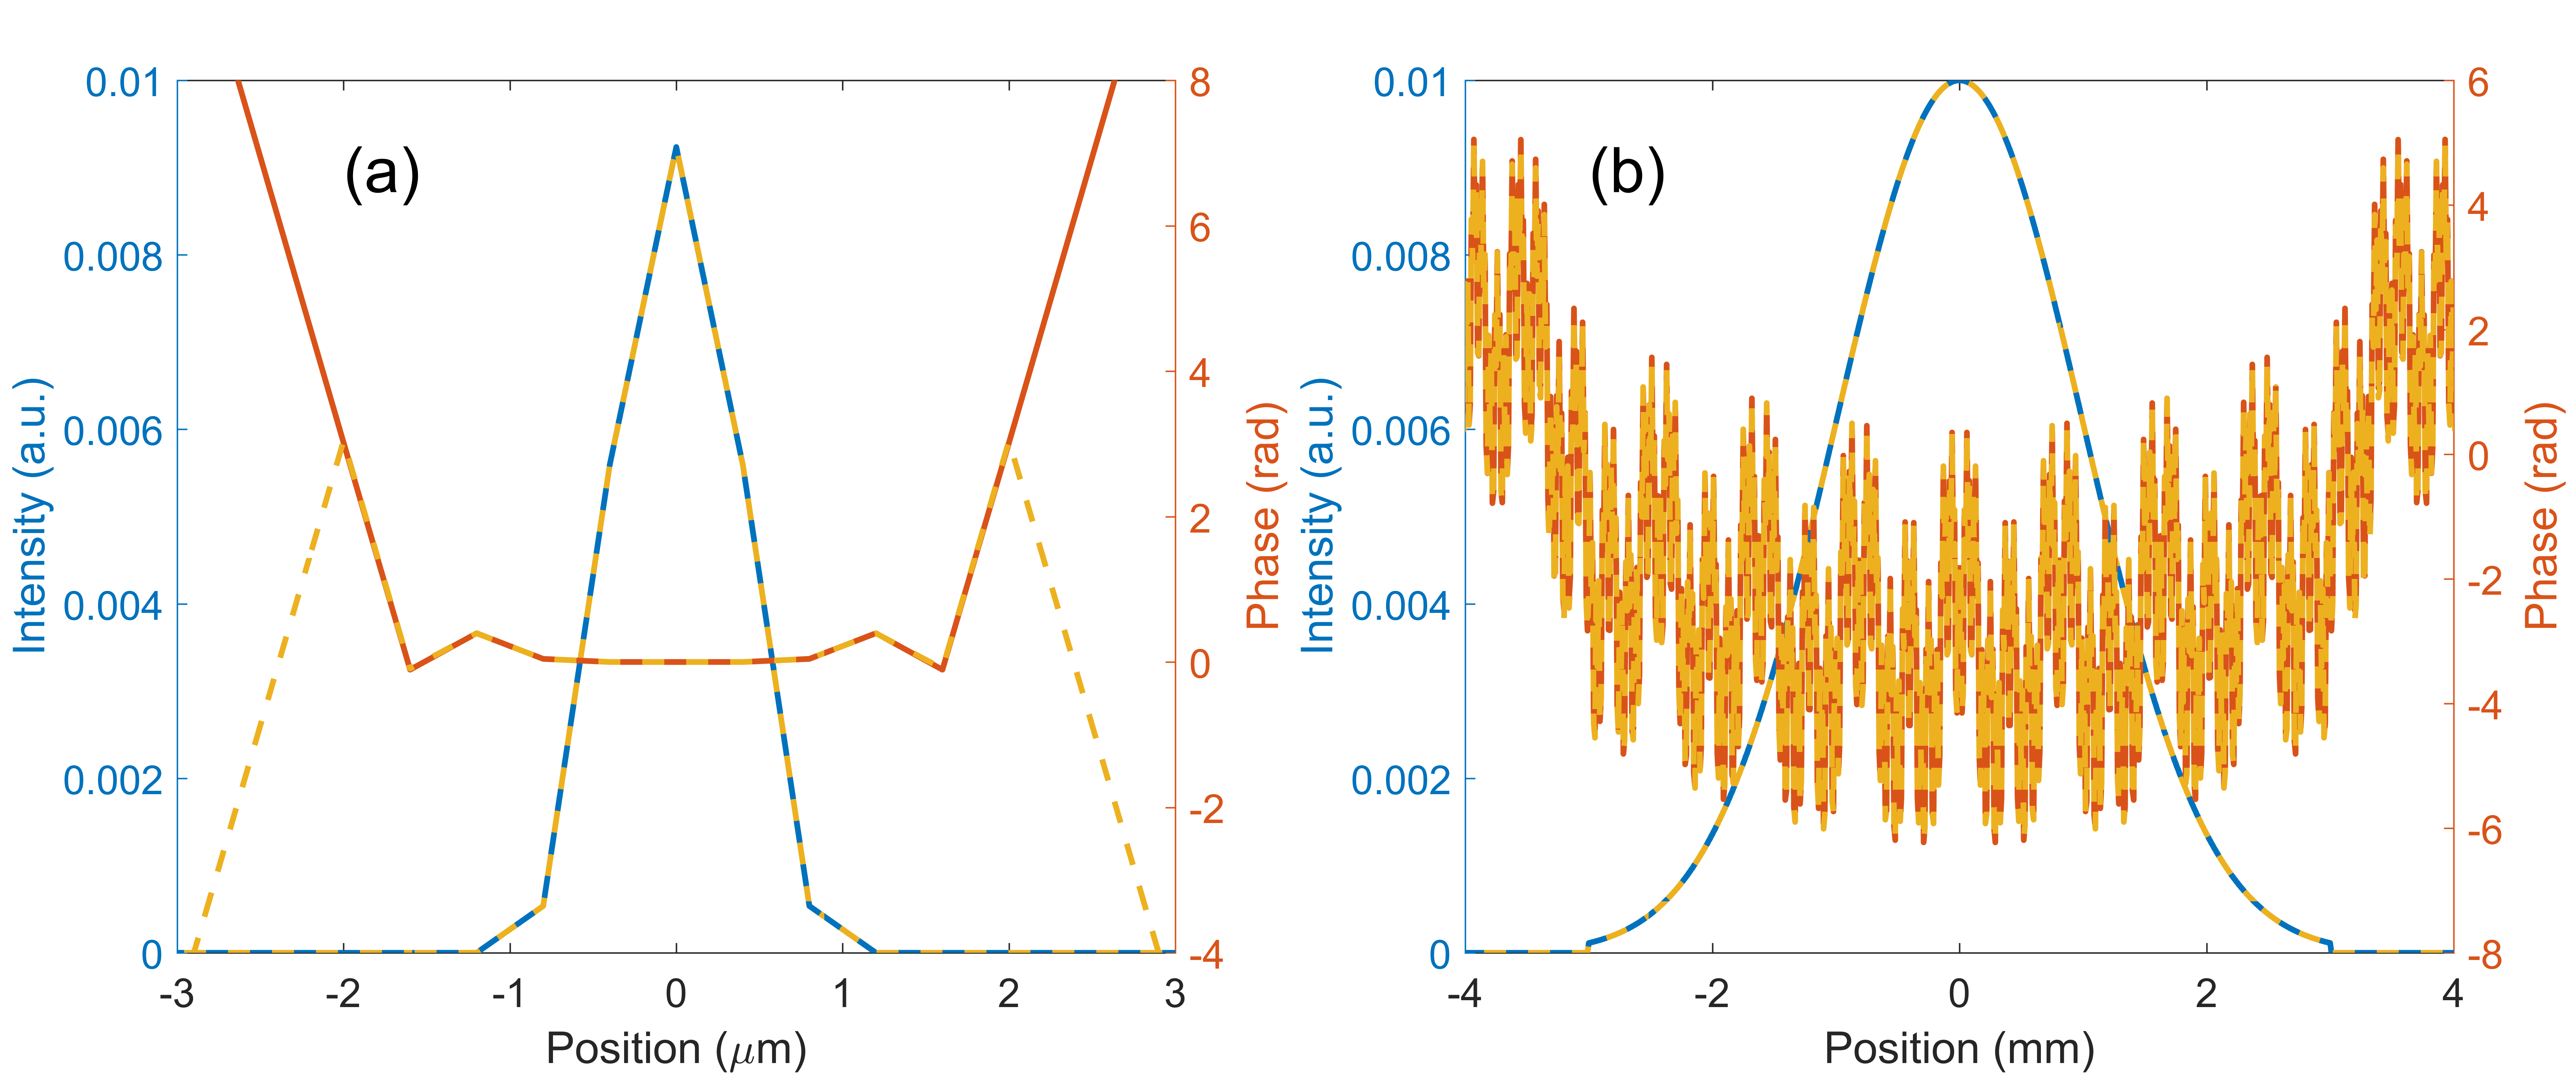 (a)
0.01
0.008
0.006
0.004
0.002
0
Intensity (a.u.)
8
6
4
2
0
-2
-4
Phase (rad)
-3 -2 -1 0 1 2 3
Position (μm)
(b)
0.01
0.008
0.006
0.004
0.002
0
Intensity (a.u.)
6
4
2
0
-2
-4
-6
-8
Phase (rad)
-4 -2 0 2 4
Position (mm)